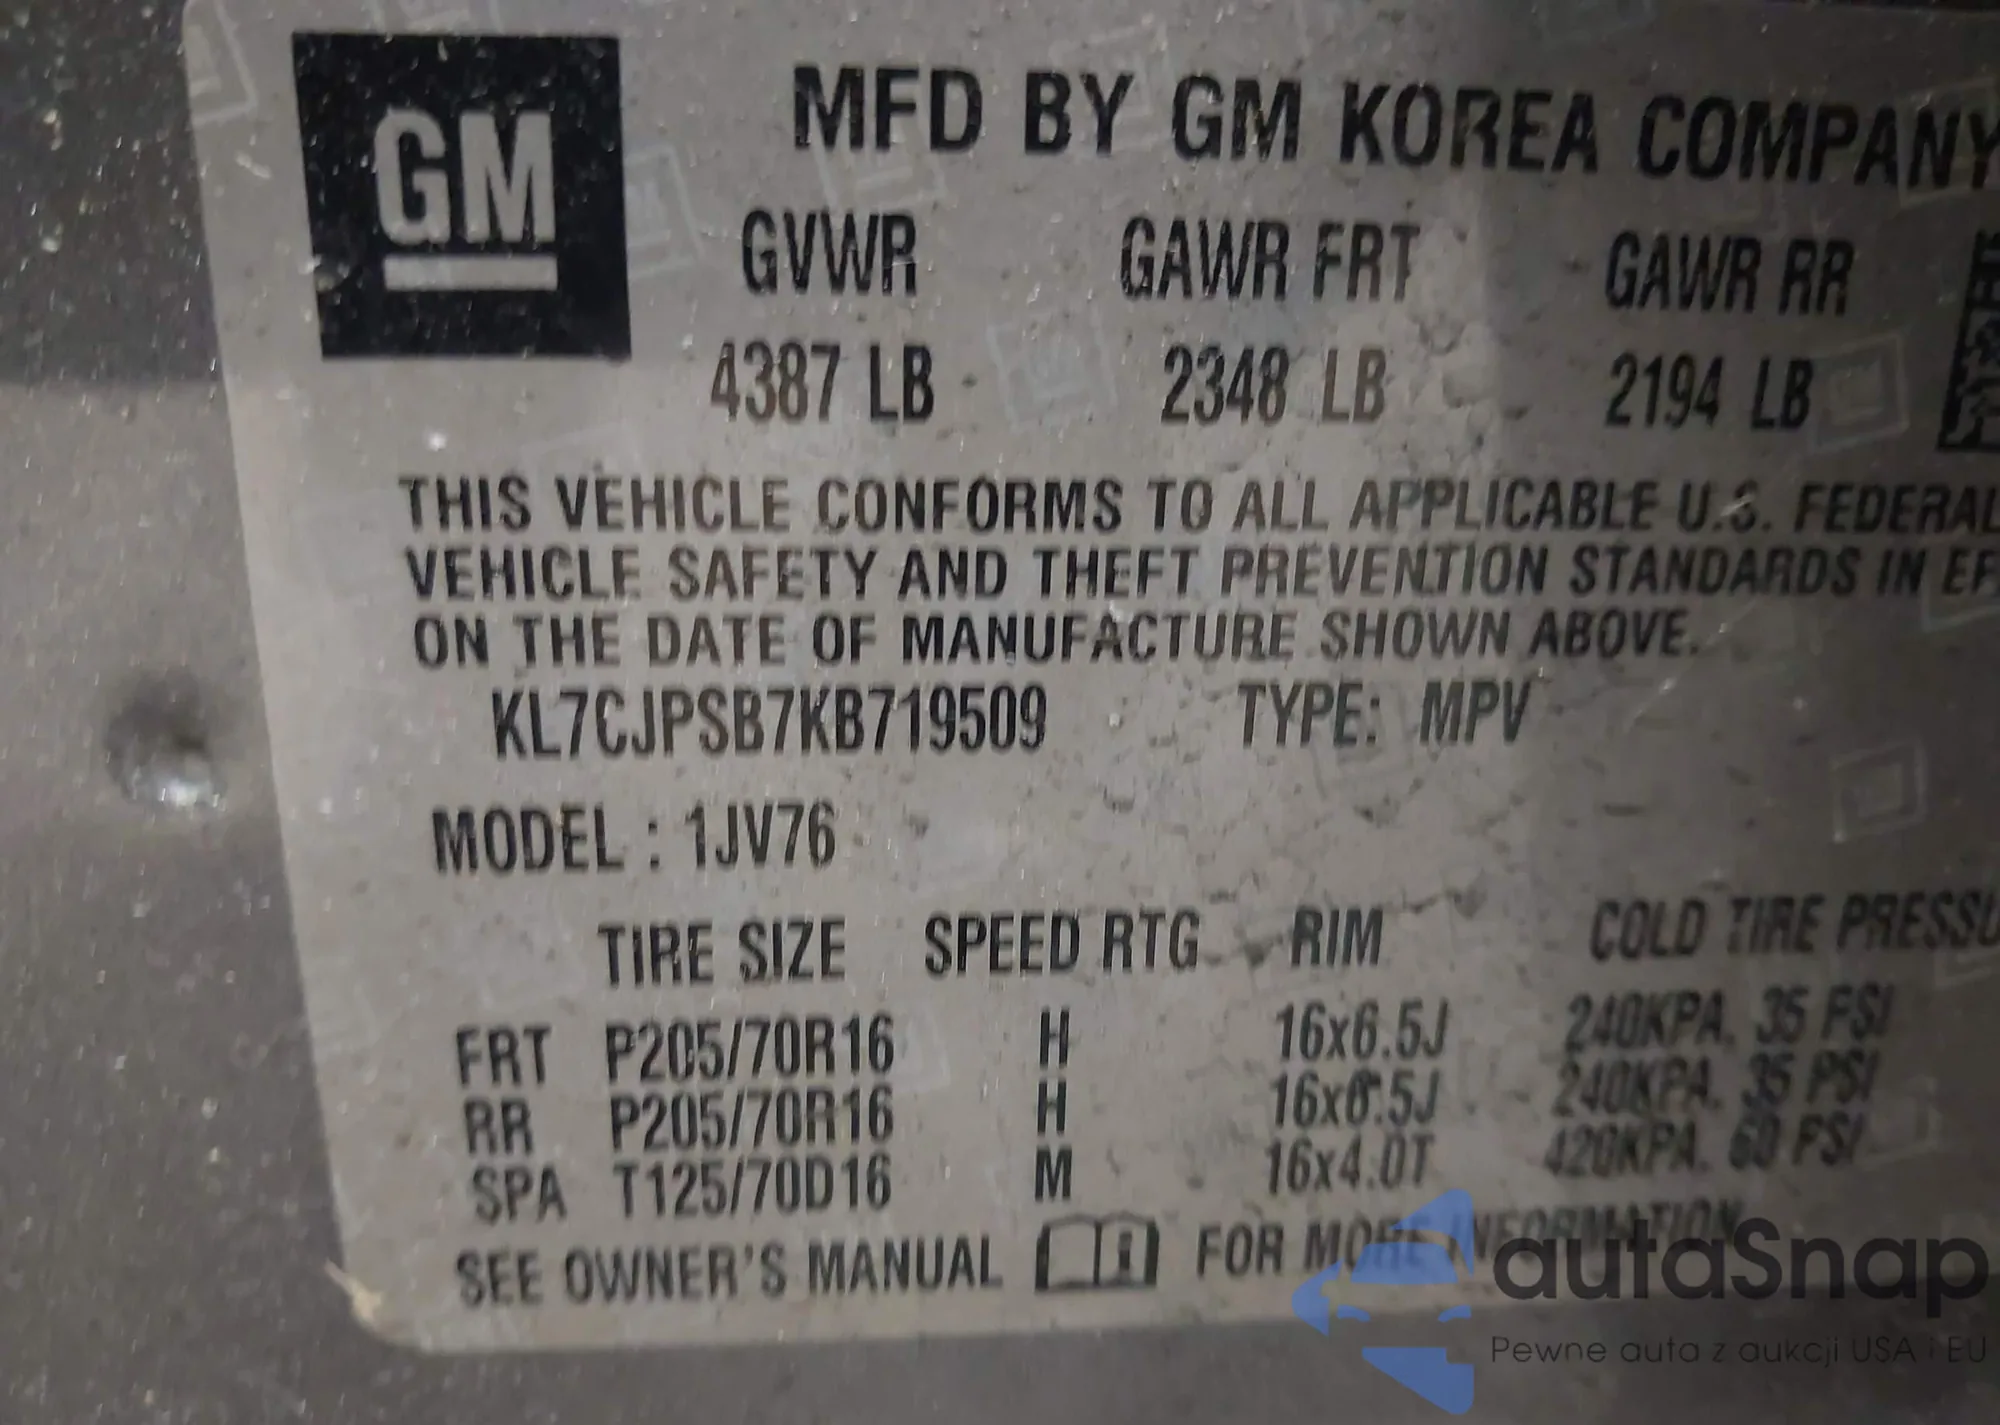 GM
MFD BY GM KOREA COMPANY
GVWR GAWR FRT GAWR RR
4387 LB 2348 LB 2194 LB
THIS VEHICLE CONFORMS TO ALL APPLICABLE U.S. FEDERAL
VEHICLE SAFETY AND THEFT PREVENTION STANDARDS IN EF
ON THE DATE OF MANUFACTURE SHOWN ABOVE.
KL7CJPSB7KB719509 TYPE: MPV
MODEL : 1JV76
TIRE SIZE SPEED RTG RIM COLD TIRE PRESSU
FRT P205/70R16 H 16x6.5J 240KPA, 35 PSI
RR P205/70R16 H 16x6.5J 240KPA, 35 PSI
SPA T125/70D16 M 16x4.0T 420KPA, 60 PSI
SEE OWNER'S MANUAL FOR MORE INFORMATION
autaSnap
Pewne auta z aukcji USA i EU